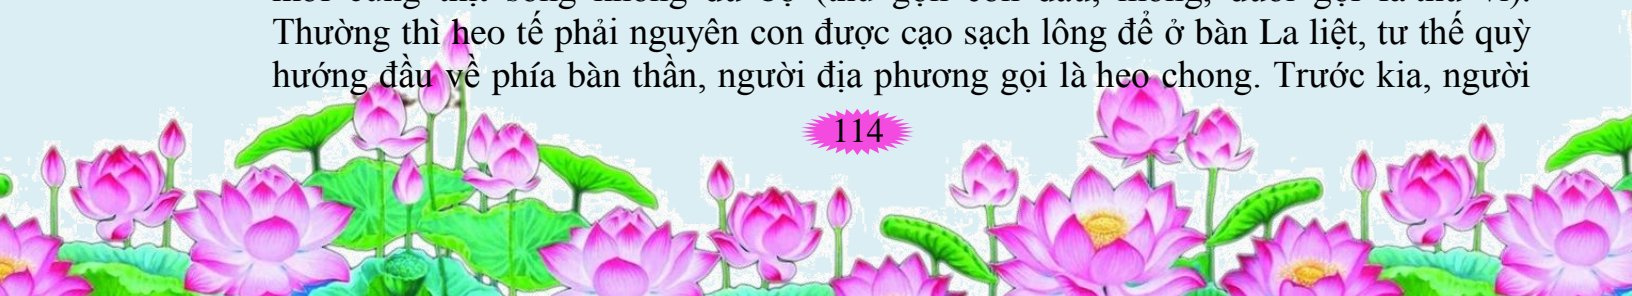 Thường thì heo tế phải nguyên con được cạo sạch lông để ở bàn La liệt, tư thế quỳ
hướng đầu về phía bàn thần, người địa phương gọi là heo chong. Trước kia, người
114